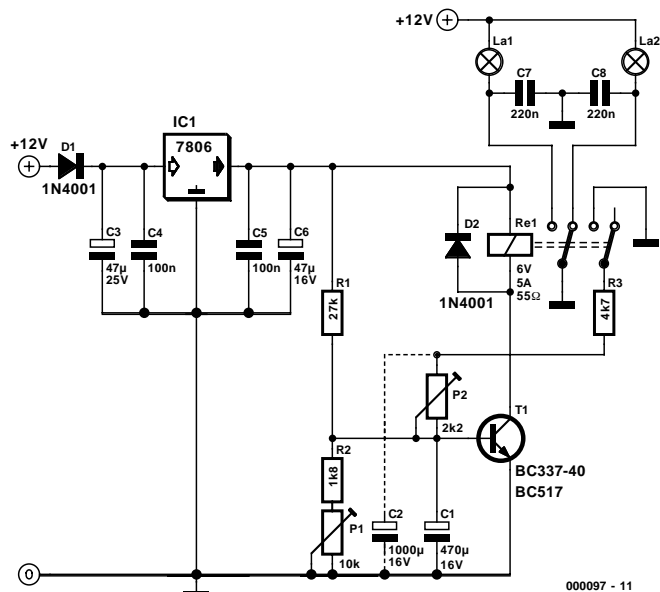 +12V
La1
La2
C7
C8
220n
220n
IC1
7806
+12V
D1
1N4001
C3
47µ
25V
C4
100n
C5
100n
C6
47µ
16V
R1
27k
D2
1N4001
Re1
6V
5A
55Ω
R3
4k7
P2
2k2
T1
BC337-40
BC517
R2
1k8
P1
10k
C2
1000µ
16V
C1
470µ
16V
0
000097 - 11